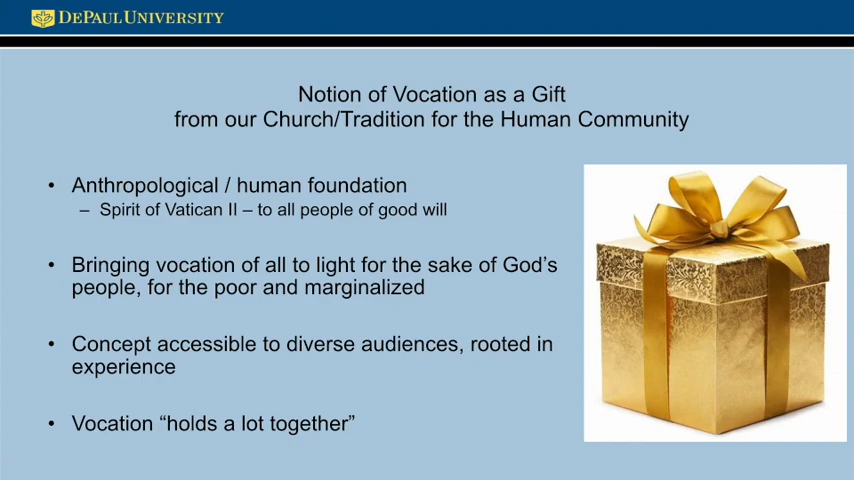 DePaul University
Notion of Vocation as a Gift
from our Church/Tradition for the Human Community
• Anthropological / human foundation
– Spirit of Vatican II – to all people of good will
• Bringing vocation of all to light for the sake of God’s
people, for the poor and marginalized
• Concept accessible to diverse audiences, rooted in
experience
• Vocation “holds a lot together”